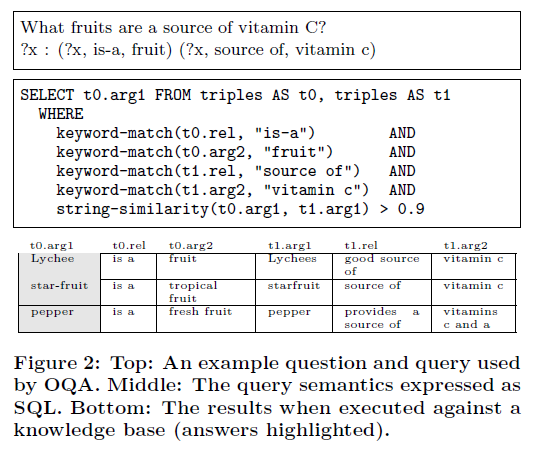 What fruits are a source of vitamin C?
?x : (?x, is-a, fruit) (?x, source of, vitamin c)
SELECT t0.arg1 FROM triples AS t0, triples AS t1
WHERE
keyword-match(t0.rel, "is-a") AND
keyword-match(t0.arg2, "fruit") AND
keyword-match(t1.rel, "source of") AND
keyword-match(t1.arg2, "vitamin c") AND
string-similarity(t0.arg1, t1.arg1) > 0.9
t0.arg1 t0.rel t0.arg2 t1.arg1 t1.rel t1.arg2
Lychee is a fruit Lychees good source vitamin c
of
star-fruit is a tropical starfruit source of vitamin c
fruit
pepper is a fresh fruit pepper provides a vitamins
source of c and a
Figure 2: Top: An example question and query used
by OQA. Middle: The query semantics expressed as
SQL. Bottom: The results when executed against a
knowledge base (answers highlighted).